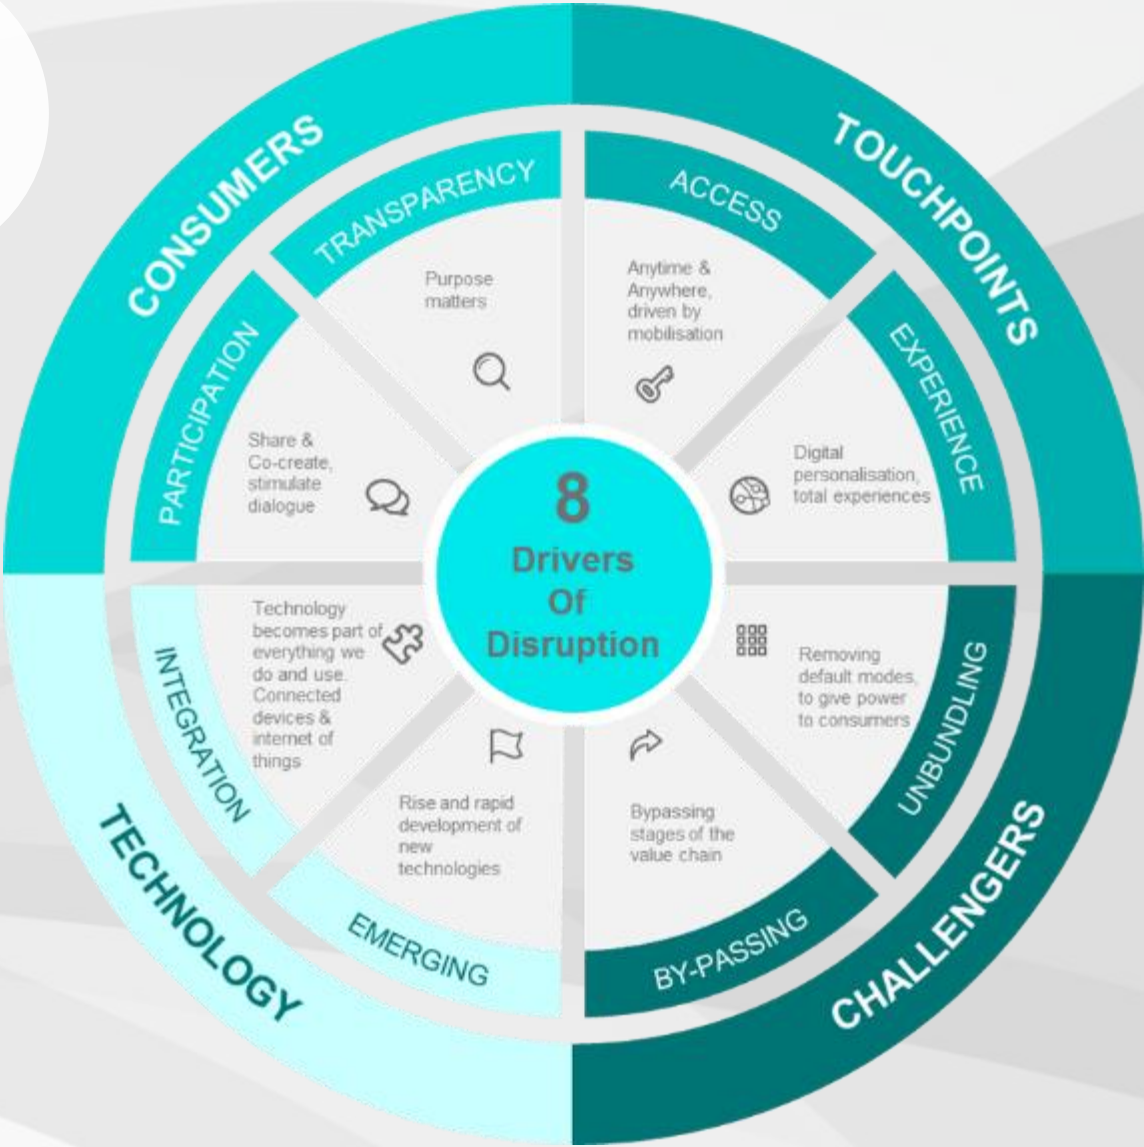 CONSUMERS
TOUCHPOINTS
TRANSPARENCY
Purpose
matters
ACCESS
Anytime &
Anywhere,
driven by
mobilisation
PARTICIPATION
Share &
Co-create,
stimulate
dialogue
EXPERIENCE
Digital
personalisation,
total experiences
8
Drivers
Of
Disruption
INTEGRATION
Technology
becomes part of
everything we
do and use.
Connected
devices &
internet of
things
UNBUNDLING
Removing
default modes,
to give power
to consumers
EMERGING
Rise and rapid
development of
new
technologies
BY-PASSING
Bypassing
stages of the
value chain
TECHNOLOGY
CHALLENGERS